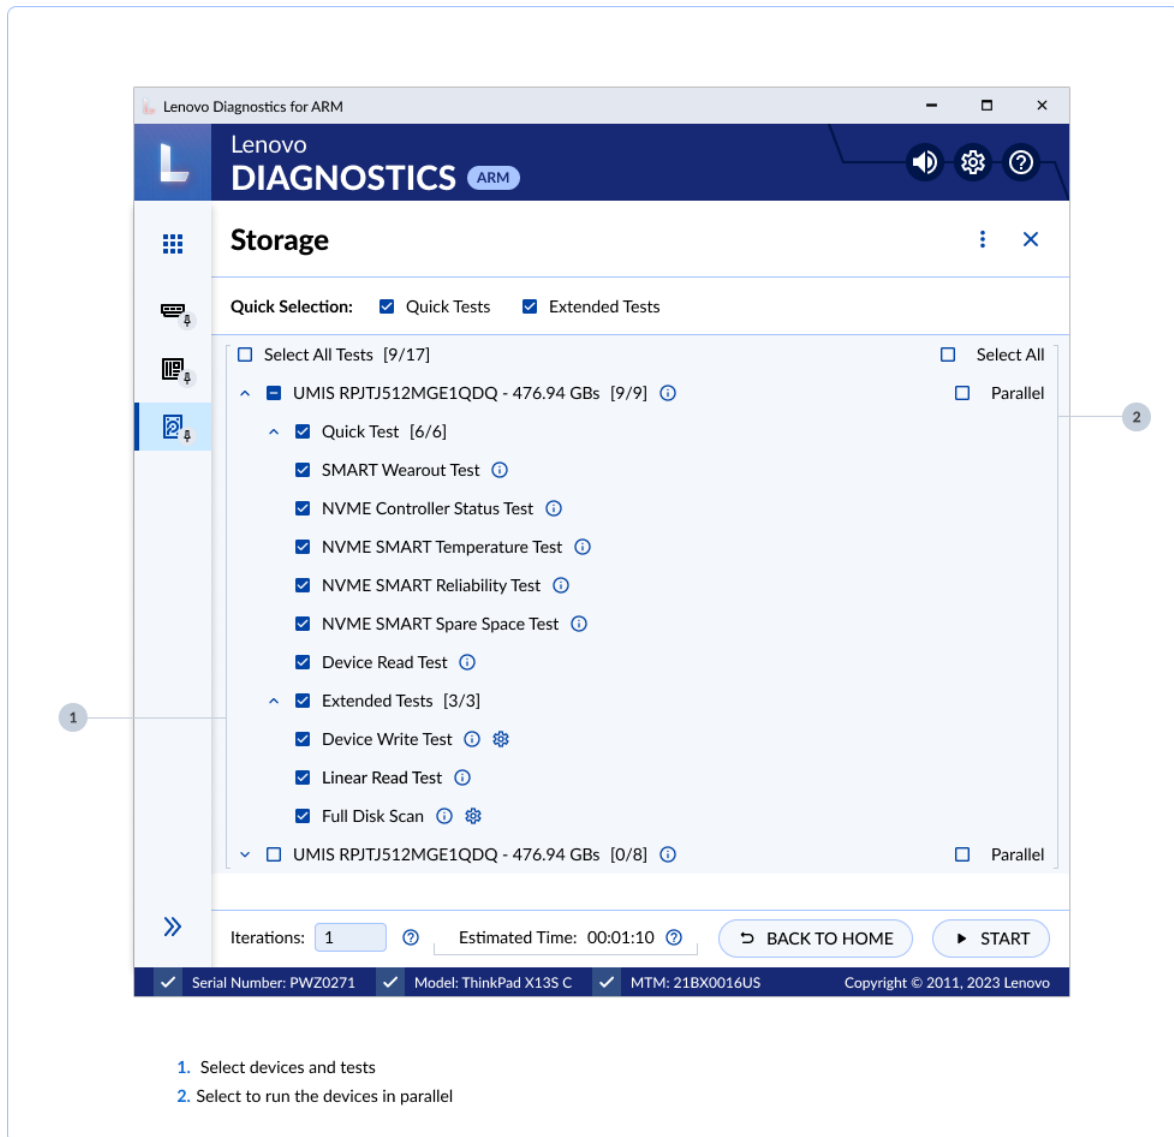 Lenovo Diagnostics for ARM
Lenovo
DIAGNOSTICS ARM
Storage
Quick Selection: Quick Tests Extended Tests
Select All Tests [9/17] Select All
UMIS RPJTJ512MGE1QDQ - 476.94 GBs [9/9] Parallel
Quick Test [6/6]
2
SMART Wearout Test
NVME Controller Status Test
NVME SMART Temperature Test
NVME SMART Reliability Test
NVME SMART Spare Space Test
Device Read Test
Extended Tests [3/3]
1
Device Write Test
Linear Read Test
Full Disk Scan
UMIS RPJTJ512MGE1QDQ - 476.94 GBs [0/8] Parallel
Iterations: 1 Estimated Time: 00:01:10 BACK TO HOME START
Serial Number: PWZ0271 Model: ThinkPad X13S C MTM: 21BX0016US Copyright © 2011, 2023 Lenovo
1. Select devices and tests
2. Select to run the devices in parallel